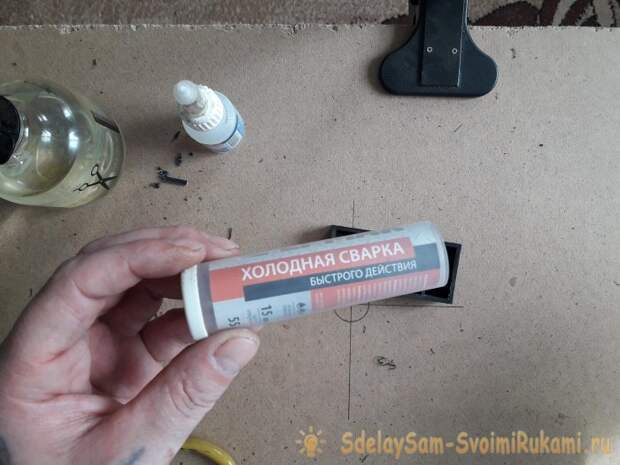 ХОЛОДНАЯ СВАРКА
БЫСТРОГО ДЕЙСТВИЯ
SdelaySam-SvoimiRukami.ru